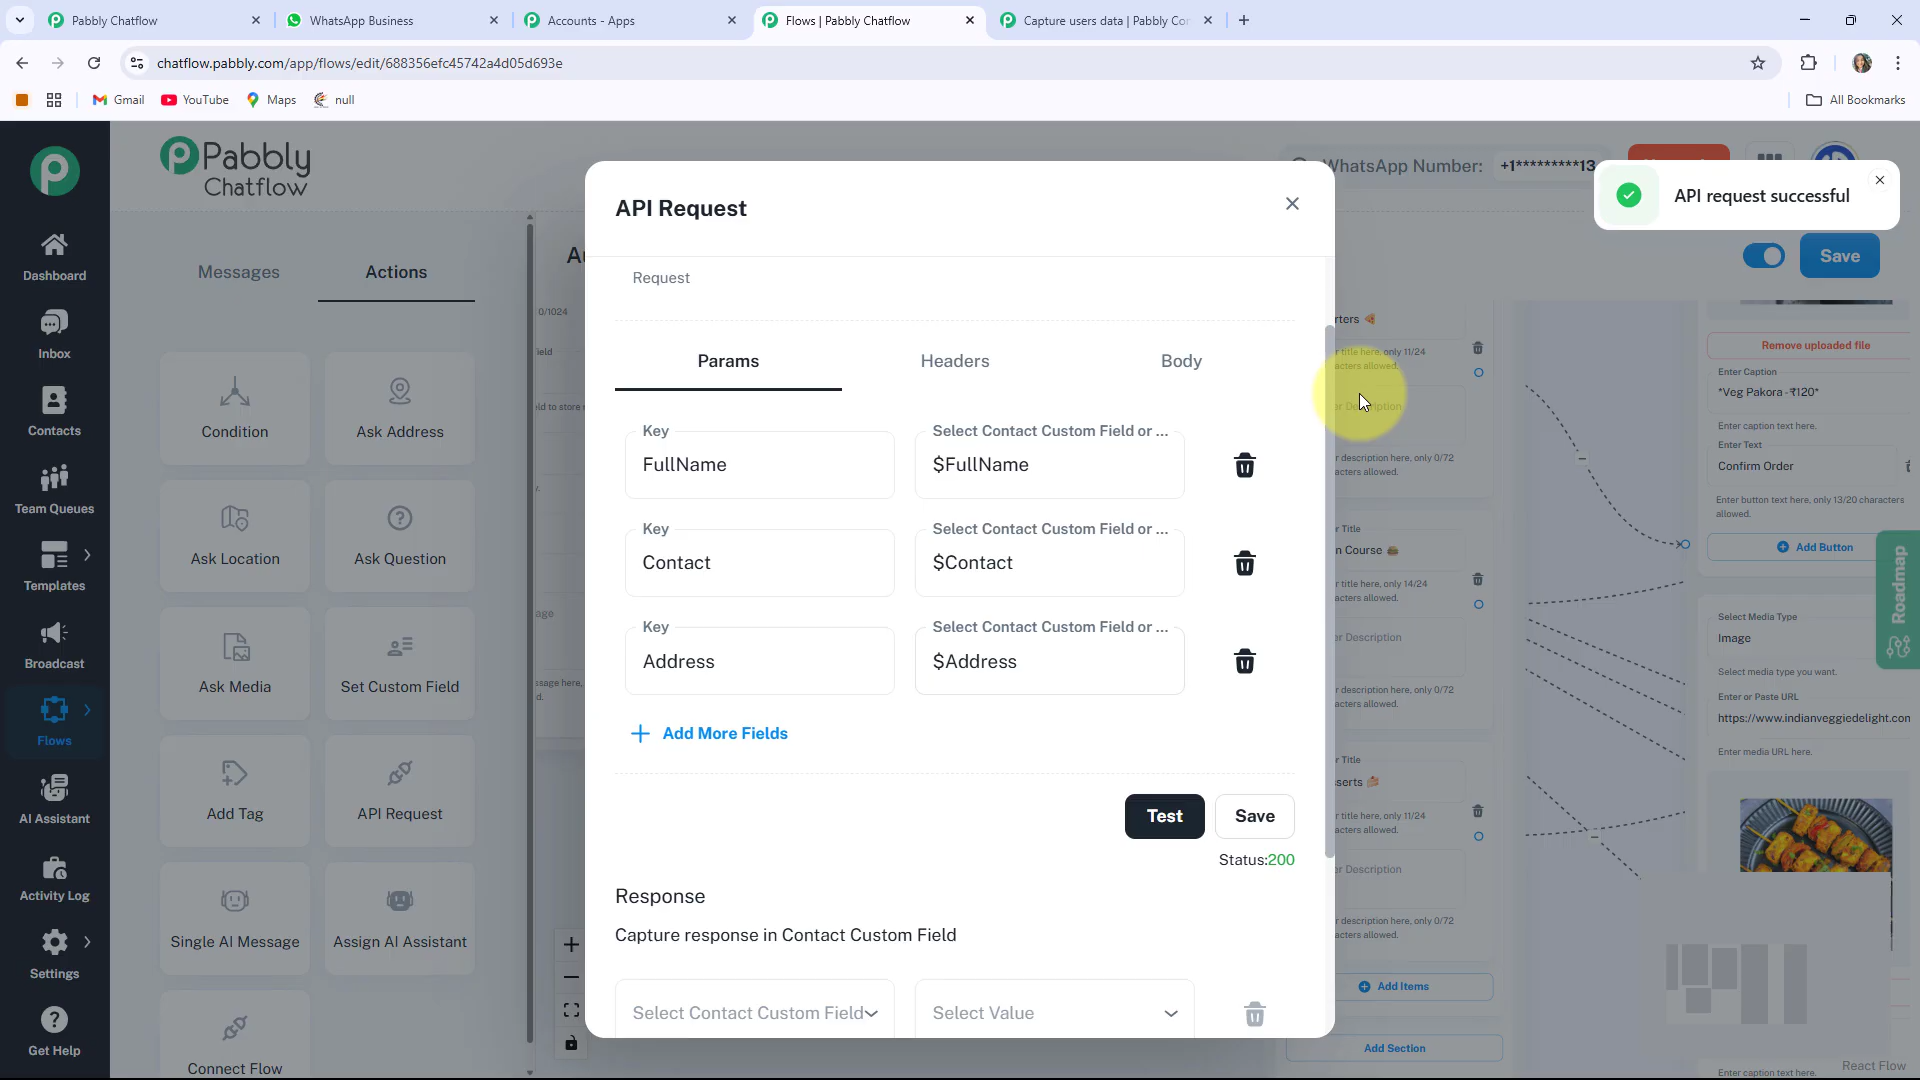 Pabbly Chatflow
WhatsApp Business
Accounts - Apps
Flows | Pabbly Chatflow
Capture users data | Pabbly Co
chatflow.pabbly.com/app/flows/edit/688356efc45742a4d05d693e
Gmail
YouTube
Maps
null
All Bookmarks
Dashboard
Inbox
Contacts
Team Queues
Templates
Broadcast
Flows
AI Assistant
Activity Log
Settings
Get Help
Pabbly
Chatflow
WhatsApp Number: +1*********13
API request successful
Save
Messages
Actions
Condition
Ask Address
Ask Location
Ask Question
Ask Media
Set Custom Field
Add Tag
API Request
Single AI Message
Assign AI Assistant
Connect Flow
0/1024
API Request
Request
Params
Headers
Body
Key
FullName
Select Contact Custom Field or ...
$FullName
Key
Contact
Select Contact Custom Field or ...
$Contact
Key
Address
Select Contact Custom Field or ...
$Address
Add More Fields
Test
Save
Status:200
Response
Capture response in Contact Custom Field
Select Contact Custom Field
Select Value
rters
r title here, only 11/24
acters allowed.
r description here, only 0/72
acters allowed.
r Title
n Course
r title here, only 14/24
acters allowed.
r Description
r description here, only 0/72
acters allowed.
r Title
sserts
r title here, only 11/24
acters allowed.
r Description
r description here, only 0/72
acters allowed.
Add Items
Add Section
Remove uploaded file
Enter Caption
*Veg Pakora - ₹120*
Enter caption text here.
Enter Text
Confirm Order
Enter button text here, only 13/20 characters
allowed.
Add Button
Select Media Type
Image
Select media type you want.
Enter or Paste URL
https://www.indianveggiedelight.com
Enter media URL here.
Enter caption text here.
Roadmap
React Flow